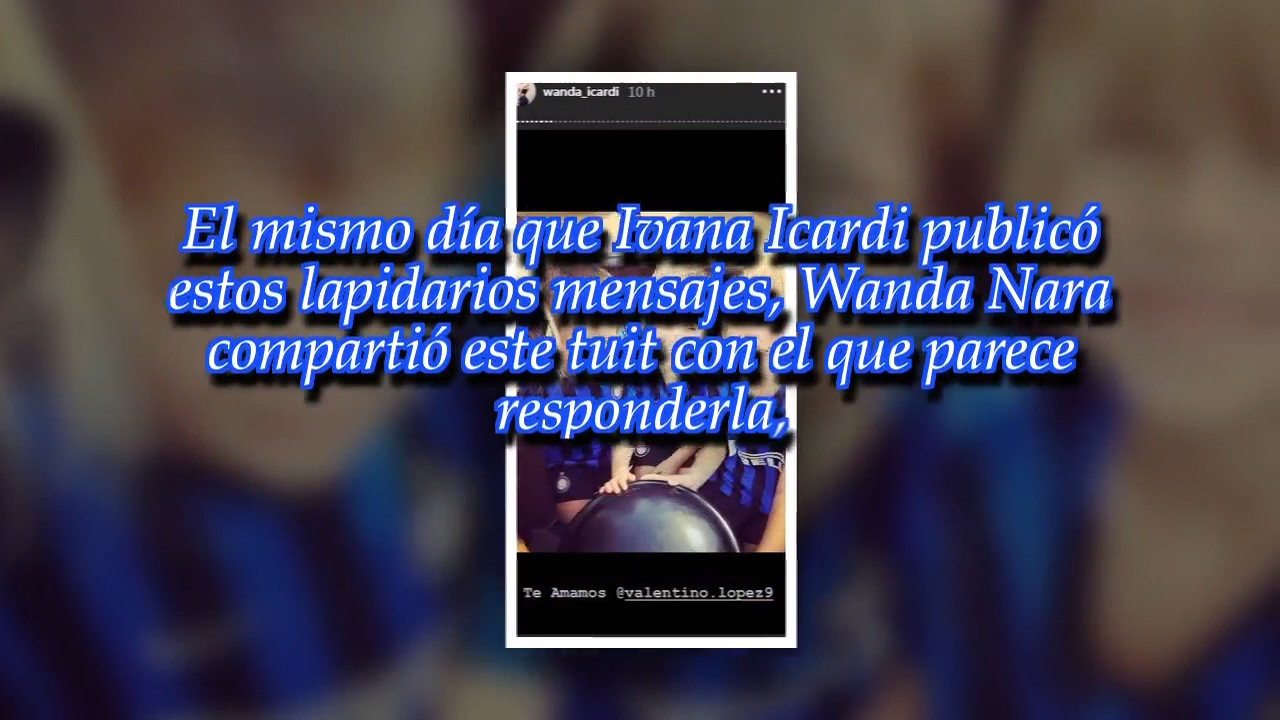 wanda_icardi 10 h
El mismo día que Ivana Icardi publicó
estos lapidarios mensajes, Wanda Nara
compartió este tuit con el que parece
responderla,
Te Amamos @valentino.lopez9